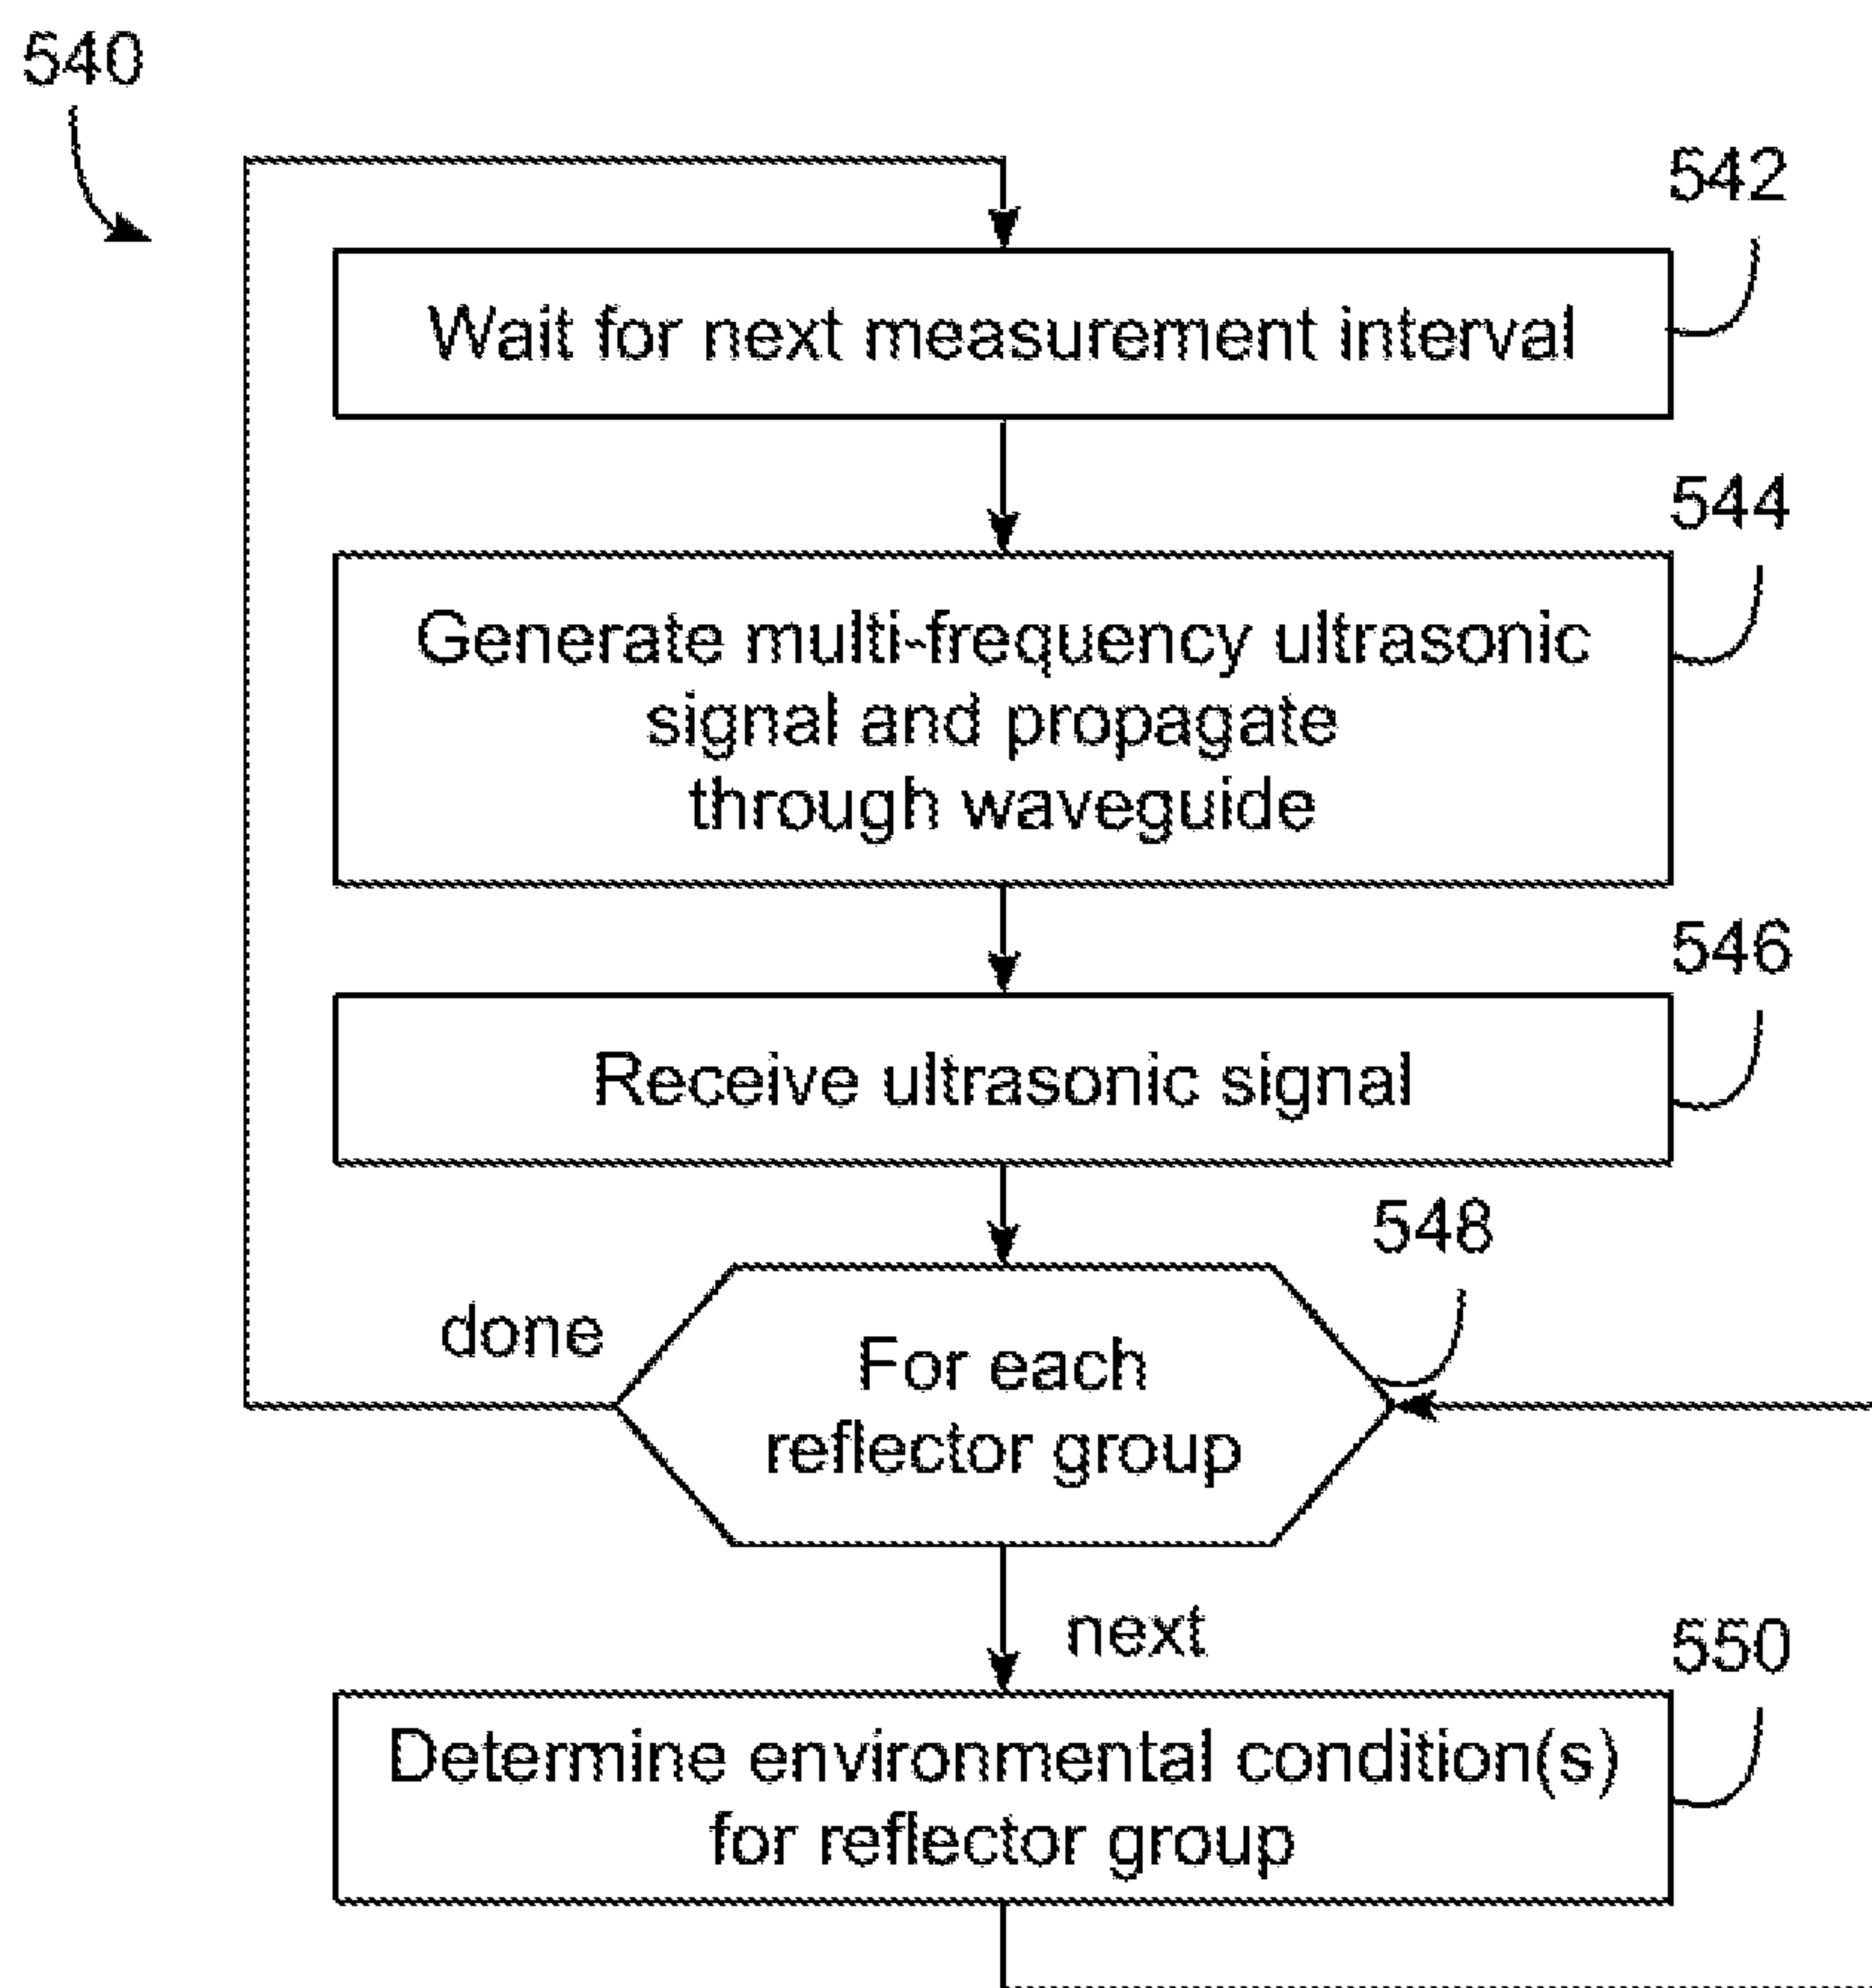 540
542
Wait for next measurement interval
544
Generate multi-frequency ultrasonic
signal and propagate
through waveguide
546
Receive ultrasonic signal
548
done
For each
reflector group
next
550
Determine environmental condition(s)
for reflector group